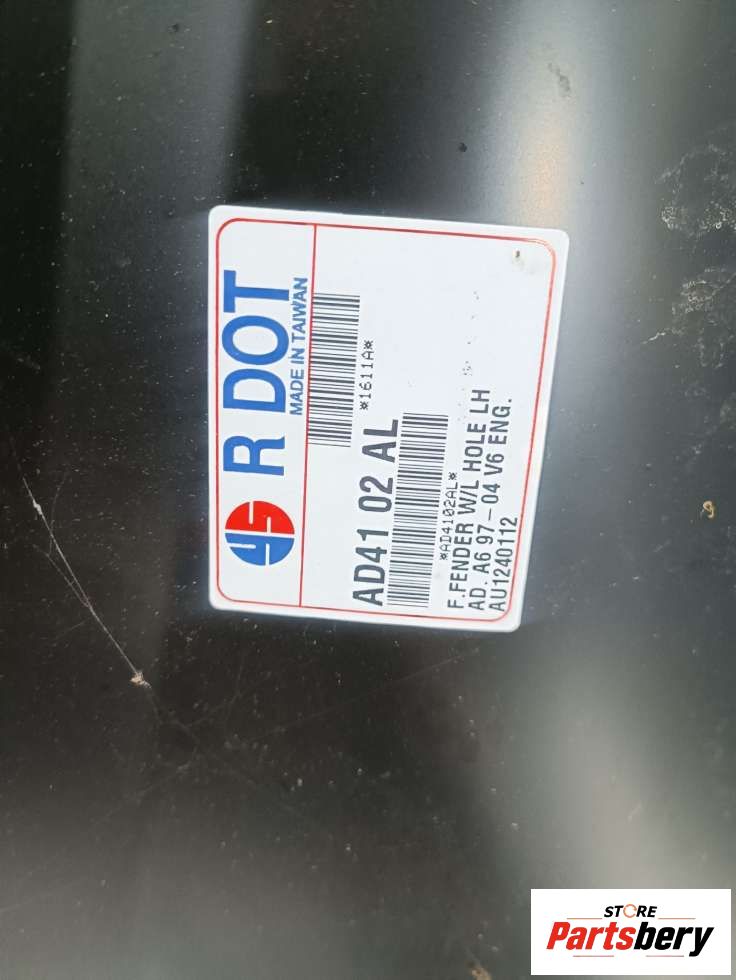 R DOT
MADE IN TAIWAN
*1611A*
AD41 02 AL
*AD4102AL*
F.FENDER W/L HOLE LH
AD. A6 97-04 V6 ENG.
AU1240112
STORE
Partsbery